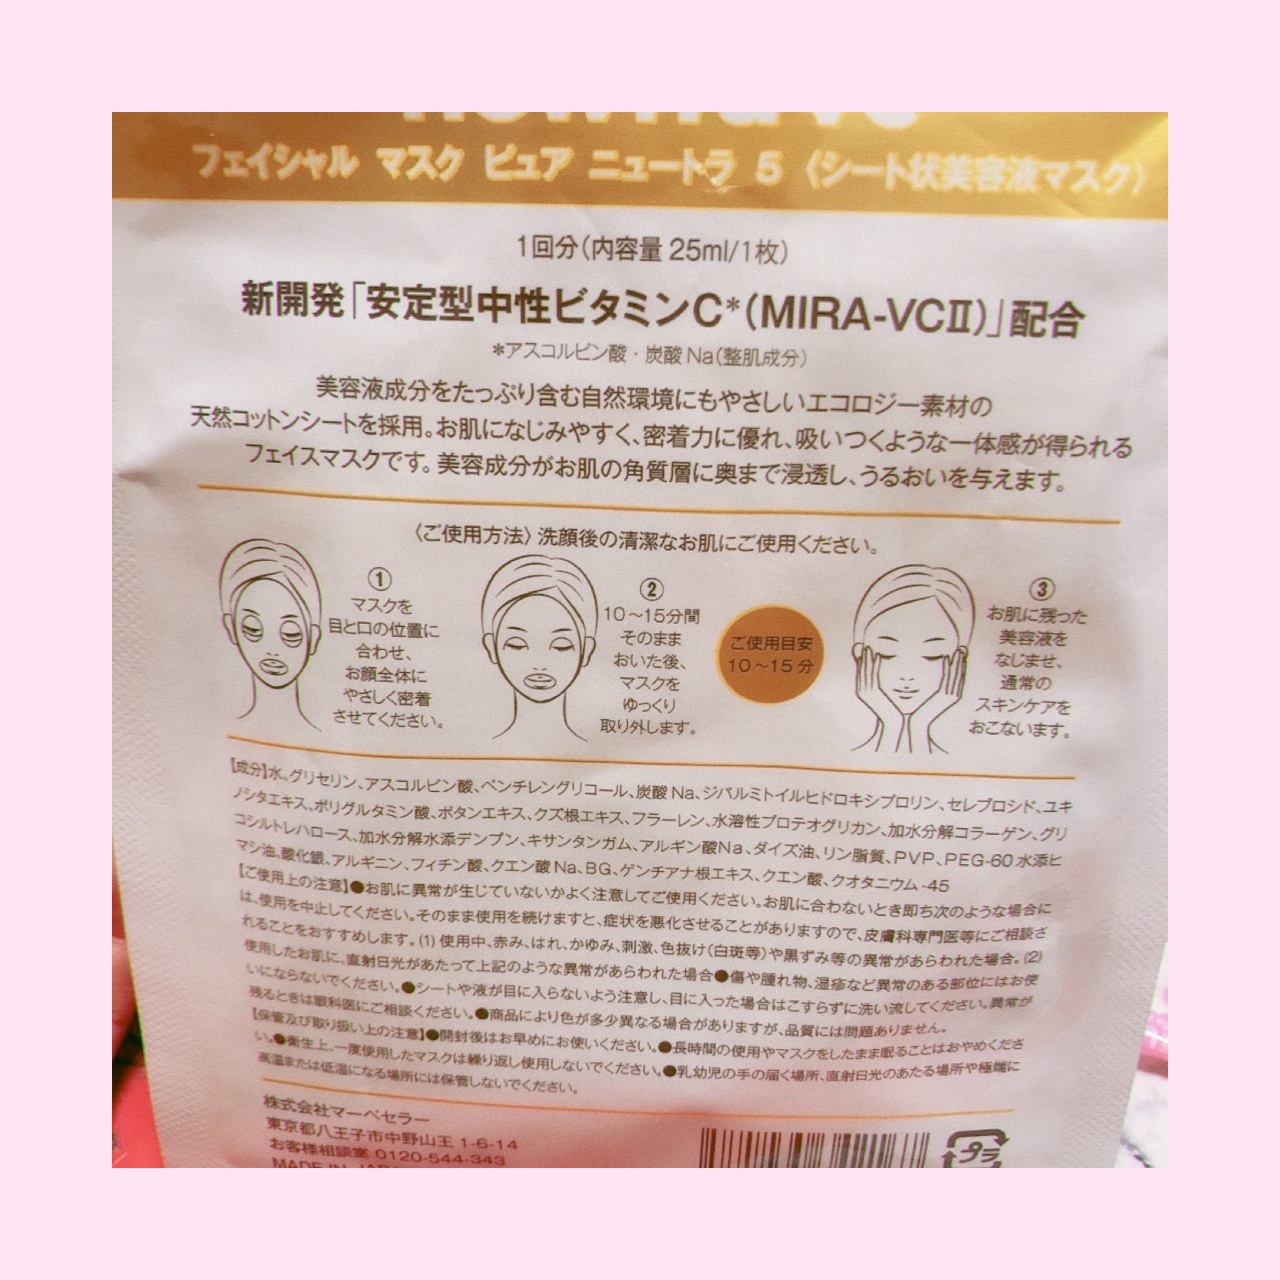 フェイシャル マスク ピュア ニュートラ 5 〈シート状美容液マスク〉
1回分（内容量 25ml/1枚）
新開発「安定型中性ビタミンC*（MIRA-VCⅡ）」配合
*アスコルビン酸・炭酸Na（整肌成分）
美容液成分をたっぷり含む自然環境にもやさしいエコロジー素材の
天然コットンシートを採用。お肌になじみやすく、密着力に優れ、吸いつくような一体感が得られる
フェイスマスクです。美容成分がお肌の角質層に奥まで浸透し、うるおいを与えます。
〈ご使用方法〉洗顔後の清潔なお肌にご使用ください。
①
マスクを
目と口の位置に
合わせ、
お顔全体に
やさしく密着
させてください。
②
10～15分間
そのまま
おいた後、
マスクを
ゆっくり
取り外します。
ご使用目安
10～15分
③
お肌に残った
美容液を
なじませ、
通常の
スキンケアを
おこないます。
【成分】水、グリセリン、アスコルビン酸、ペンチレングリコール、炭酸Na、ジパルミトイルヒドロキシプロリン、セレブロシド、ユキ
ノシタエキス、ポリグルタミン酸、ボタンエキス、クズ根エキス、フラーレン、水溶性プロテオグリカン、加水分解コラーゲン、グリ
コシルトレハロース、加水分解水添デンプン、キサンタンガム、アルギン酸Na、ダイズ油、リン脂質、PVP、PEG-60水添ヒ
マシ油、酸化銀、アルギニン、フィチン酸、クエン酸Na、BG、ゲンチアナ根エキス、クエン酸、クオタニウム-45
【ご使用上の注意】●お肌に異常が生じていないかよく注意してご使用ください。お肌に合わないとき即ち次のような場合に
は、使用を中止してください。そのまま使用を続けますと、症状を悪化させることがありますので、皮膚科専門医等にご相談さ
れることをおすすめします。(1)使用中、赤み、はれ、かゆみ、刺激、色抜け（白斑等）や黒ずみ等の異常があらわれた場合。(2)
使用したお肌に、直射日光があたって上記のような異常があらわれた場合●傷や腫れ物、湿疹など異常のある部位にはお使
いにならないでください。●シートや液が目に入らないよう注意し、目に入った場合はこすらずに洗い流してください。異常が
残るときは眼科医にご相談ください。●商品により色が多少異なる場合がありますが、品質には問題ありません。
【保管及び取り扱い上の注意】●開封後はお早めにお使いください。●長時間の使用やマスクをしたまま眠ることはおやめくださ
い。●衛生上、一度使用したマスクは繰り返し使用しないでください。●乳幼児の手の届く場所、直射日光のあたる場所や極端に
高温または低温になる場所には保管しないでください。
株式会社マーベセラー
東京都八王子市中野山王1-6-14
お客様相談室 0120-544-343
MADE IN
プラ